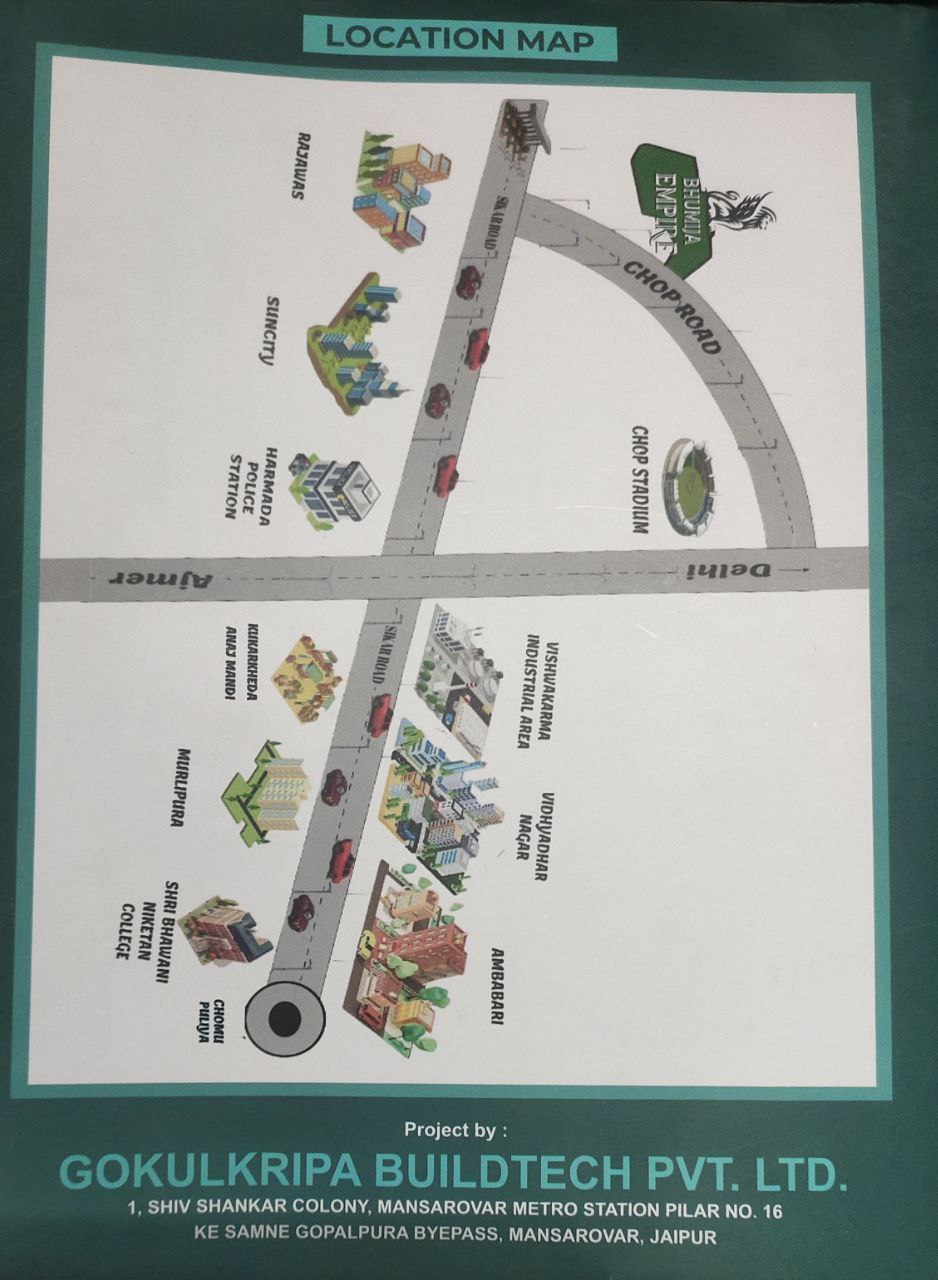 LOCATION MAP
RAJAWAS
SIKAR ROAD
BHUMIJA
EMPIRE
CHOP ROAD
SUNCITY
HARMADA
POLICE
STATION
CHOP STADIUM
Ajmer
Delhi
KUKARKHEDA
ANAJ MANDI
SIKAR ROAD
VISHWAKARMA
INDUSTRIAL AREA
MURLIPURA
VIDHYADHAR
NAGAR
SHRI BHAWANI
NIKETAN
COLLEGE
AMBABARI
CHOMU
PULIYA
Project by :
GOKULKRIPA BUILDTECH PVT. LTD.
1, SHIV SHANKAR COLONY, MANSAROVAR METRO STATION PILAR NO. 16
KE SAMNE GOPALPURA BYEPASS, MANSAROVAR, JAIPUR